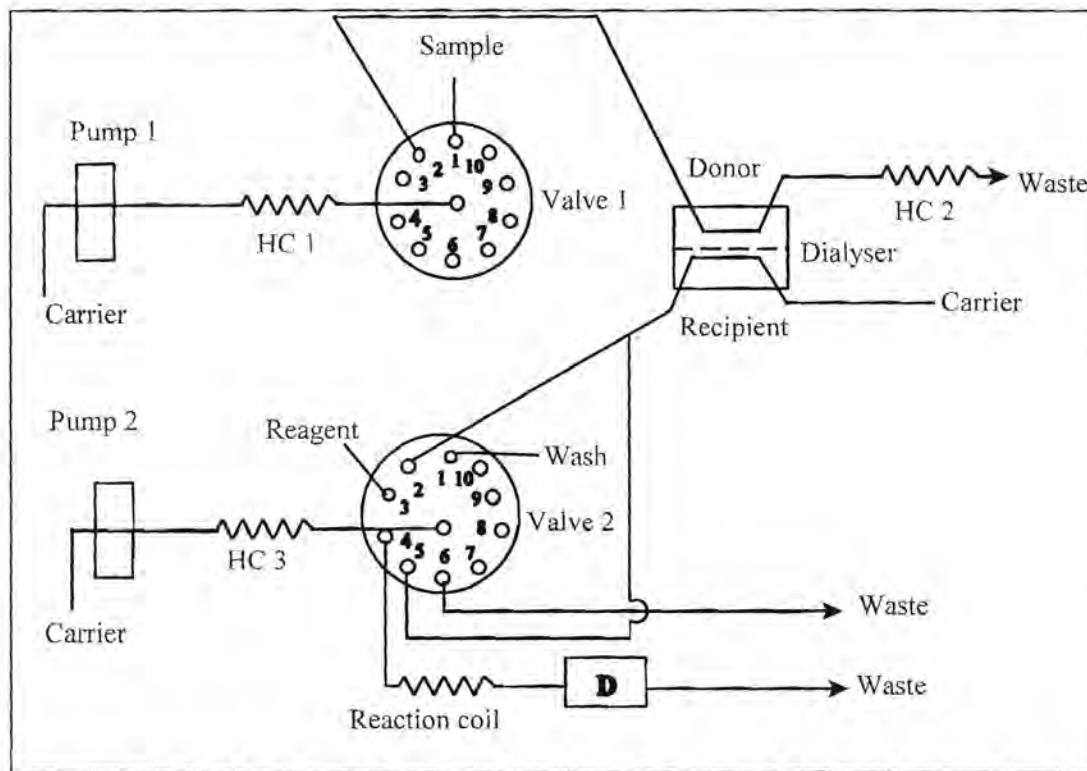 Sample
Pump 1
Donor
1
2
10
3
9
Waste
Valve 1
HC 2
4
8
HC 1
5
7
6
Dialyser
Carrier
Carrier
Recipient
Pump 2
Reagent
Wash
1
2
10
3
9
Valve 2
4
8
5
6
7
HC 3
Waste
Carrier
D
Waste
Reaction coil